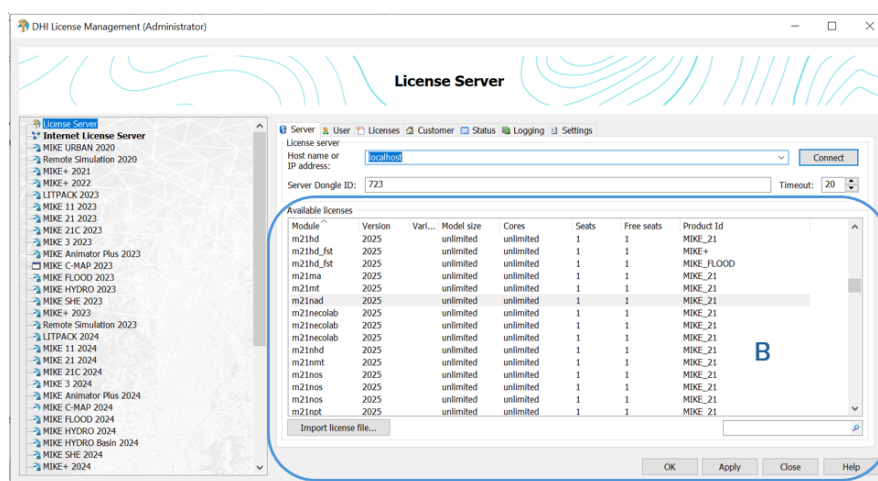 DHI License Management (Administrator)
License Server
License Server
Internet License Server
MIKE URBAN 2020
Remote Simulation 2020
MIKE+ 2021
MIKE+ 2022
LITPACK 2023
MIKE 11 2023
MIKE 21 2023
MIKE 21C 2023
MIKE 3 2023
MIKE Animator Plus 2023
MIKE C-MAP 2023
MIKE FLOOD 2023
MIKE HYDRO 2023
MIKE SHE 2023
MIKE+ 2023
Remote Simulation 2023
LITPACK 2024
MIKE 11 2024
MIKE 21 2024
MIKE 21C 2024
MIKE 3 2024
MIKE Animator Plus 2024
MIKE C-MAP 2024
MIKE FLOOD 2024
MIKE HYDRO 2024
MIKE HYDRO Basin 2024
MIKE SHE 2024
MIKE+ 2024
Server User Licenses Customer Status Logging Settings
License server
Host name or
IP address:
localhost
Connect
Server Dongle ID: 723 Timeout: 20
Available licenses
Module Version Vari... Model size Cores Seats Free seats Product Id
m21hd 2025 unlimited unlimited 1 1 MIKE_21
m21hd_fst 2025 unlimited unlimited 1 1 MIKE+
m21hd_fst 2025 unlimited unlimited 1 1 MIKE_FLOOD
m21ma 2025 unlimited unlimited 1 1 MIKE_21
m21mt 2025 unlimited unlimited 1 1 MIKE_21
m21nad 2025 unlimited unlimited 1 1 MIKE_21
m21necolab 2025 unlimited unlimited 1 1 MIKE_21
m21necolab 2025 unlimited unlimited 1 1 MIKE_21
m21necolab 2025 unlimited unlimited 1 1 MIKE_21
m21nhd 2025 unlimited unlimited 1 1 MIKE_21
m21nmt 2025 unlimited unlimited 1 1 MIKE_21
m21nos 2025 unlimited unlimited 1 1 MIKE_21
m21nos 2025 unlimited unlimited 1 1 MIKE_21
m21nos 2025 unlimited unlimited 1 1 MIKE_21
m21npt 2025 unlimited unlimited 1 1 MIKE_21
B
Import license file...
OK Apply Close Help